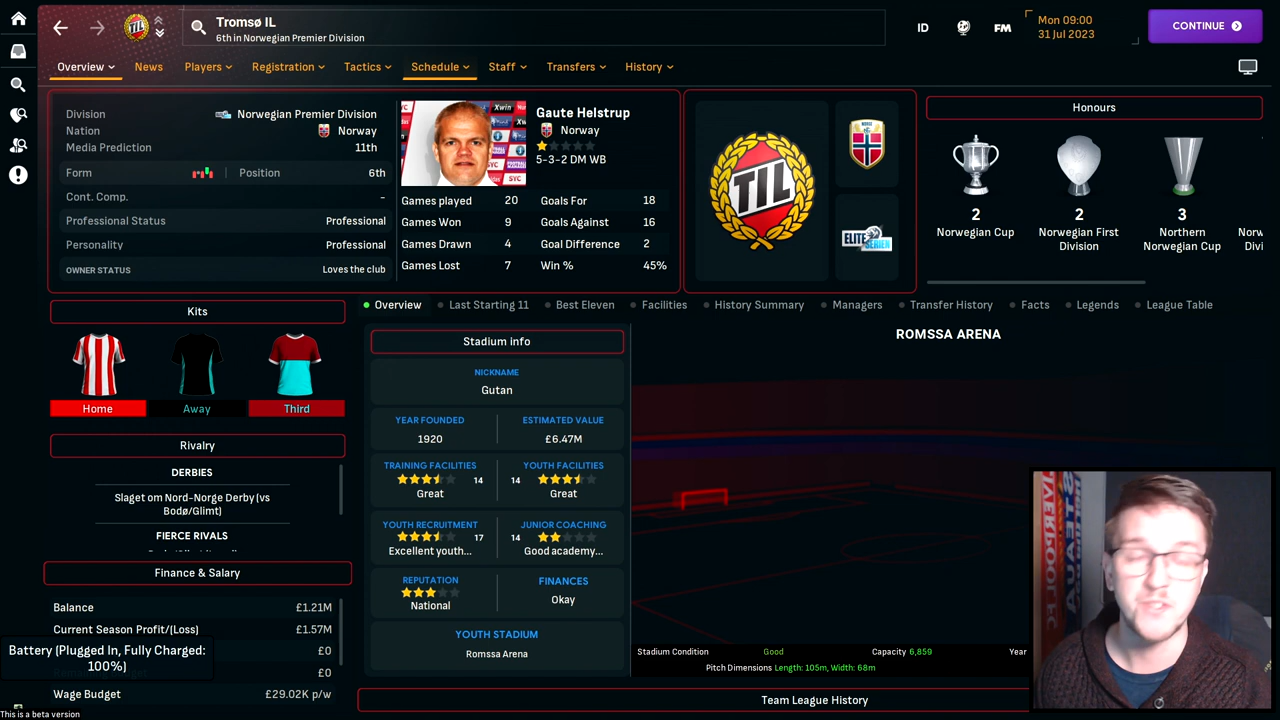 Tromsø IL
6th in Norwegian Premier Division
ID
FM
Mon 09:00
31 Jul 2023
CONTINUE
Overview
News
Players
Registration
Tactics
Schedule
Staff
Transfers
History
Division
Norwegian Premier Division
Nation
Norway
Media Prediction
11th
Form
Position
6th
Cont. Comp.
-
Professional Status
Professional
Personality
Professional
OWNER STATUS
Loves the club
Xwin
SYC
SYC
Gaute Helstrup
Norway
5-3-2 DM WB
Games played 20
Goals For 18
Games Won 9
Goals Against 16
Games Drawn 4
Goal Difference 2
Games Lost 7
Win % 45%
TIL
ELITE
SERIEN
Honours
2
Norwegian Cup
2
Norwegian First
Division
3
Northern
Norwegian Cup
Kits
Home
Away
Third
Rivalry
DERBIES
Slaget om Nord-Norge Derby (vs
Bodø/Glimt)
FIERCE RIVALS
Finance & Salary
Balance £1.21M
Current Season Profit/(Loss) £1.57M
£0
£0
Wage Budget £29.02K p/w
Battery (Plugged In, Fully Charged:
100%)
This is a beta version
Overview
Last Starting 11
Best Eleven
Facilities
History Summary
Managers
Transfer History
Facts
Legends
League Table
Stadium info
NICKNAME
Gutan
YEAR FOUNDED
1920
ESTIMATED VALUE
£6.47M
TRAINING FACILITIES
14
Great
YOUTH FACILITIES
14
Great
YOUTH RECRUITMENT
17
Excellent youth...
JUNIOR COACHING
14
Good academy...
REPUTATION
National
FINANCES
Okay
YOUTH STADIUM
Romssa Arena
ROMSSA ARENA
Stadium Condition Good
Capacity 6,859
Year
Pitch Dimensions Length: 105m, Width: 68m
Team League History
LIVERPOOL
STEAUA